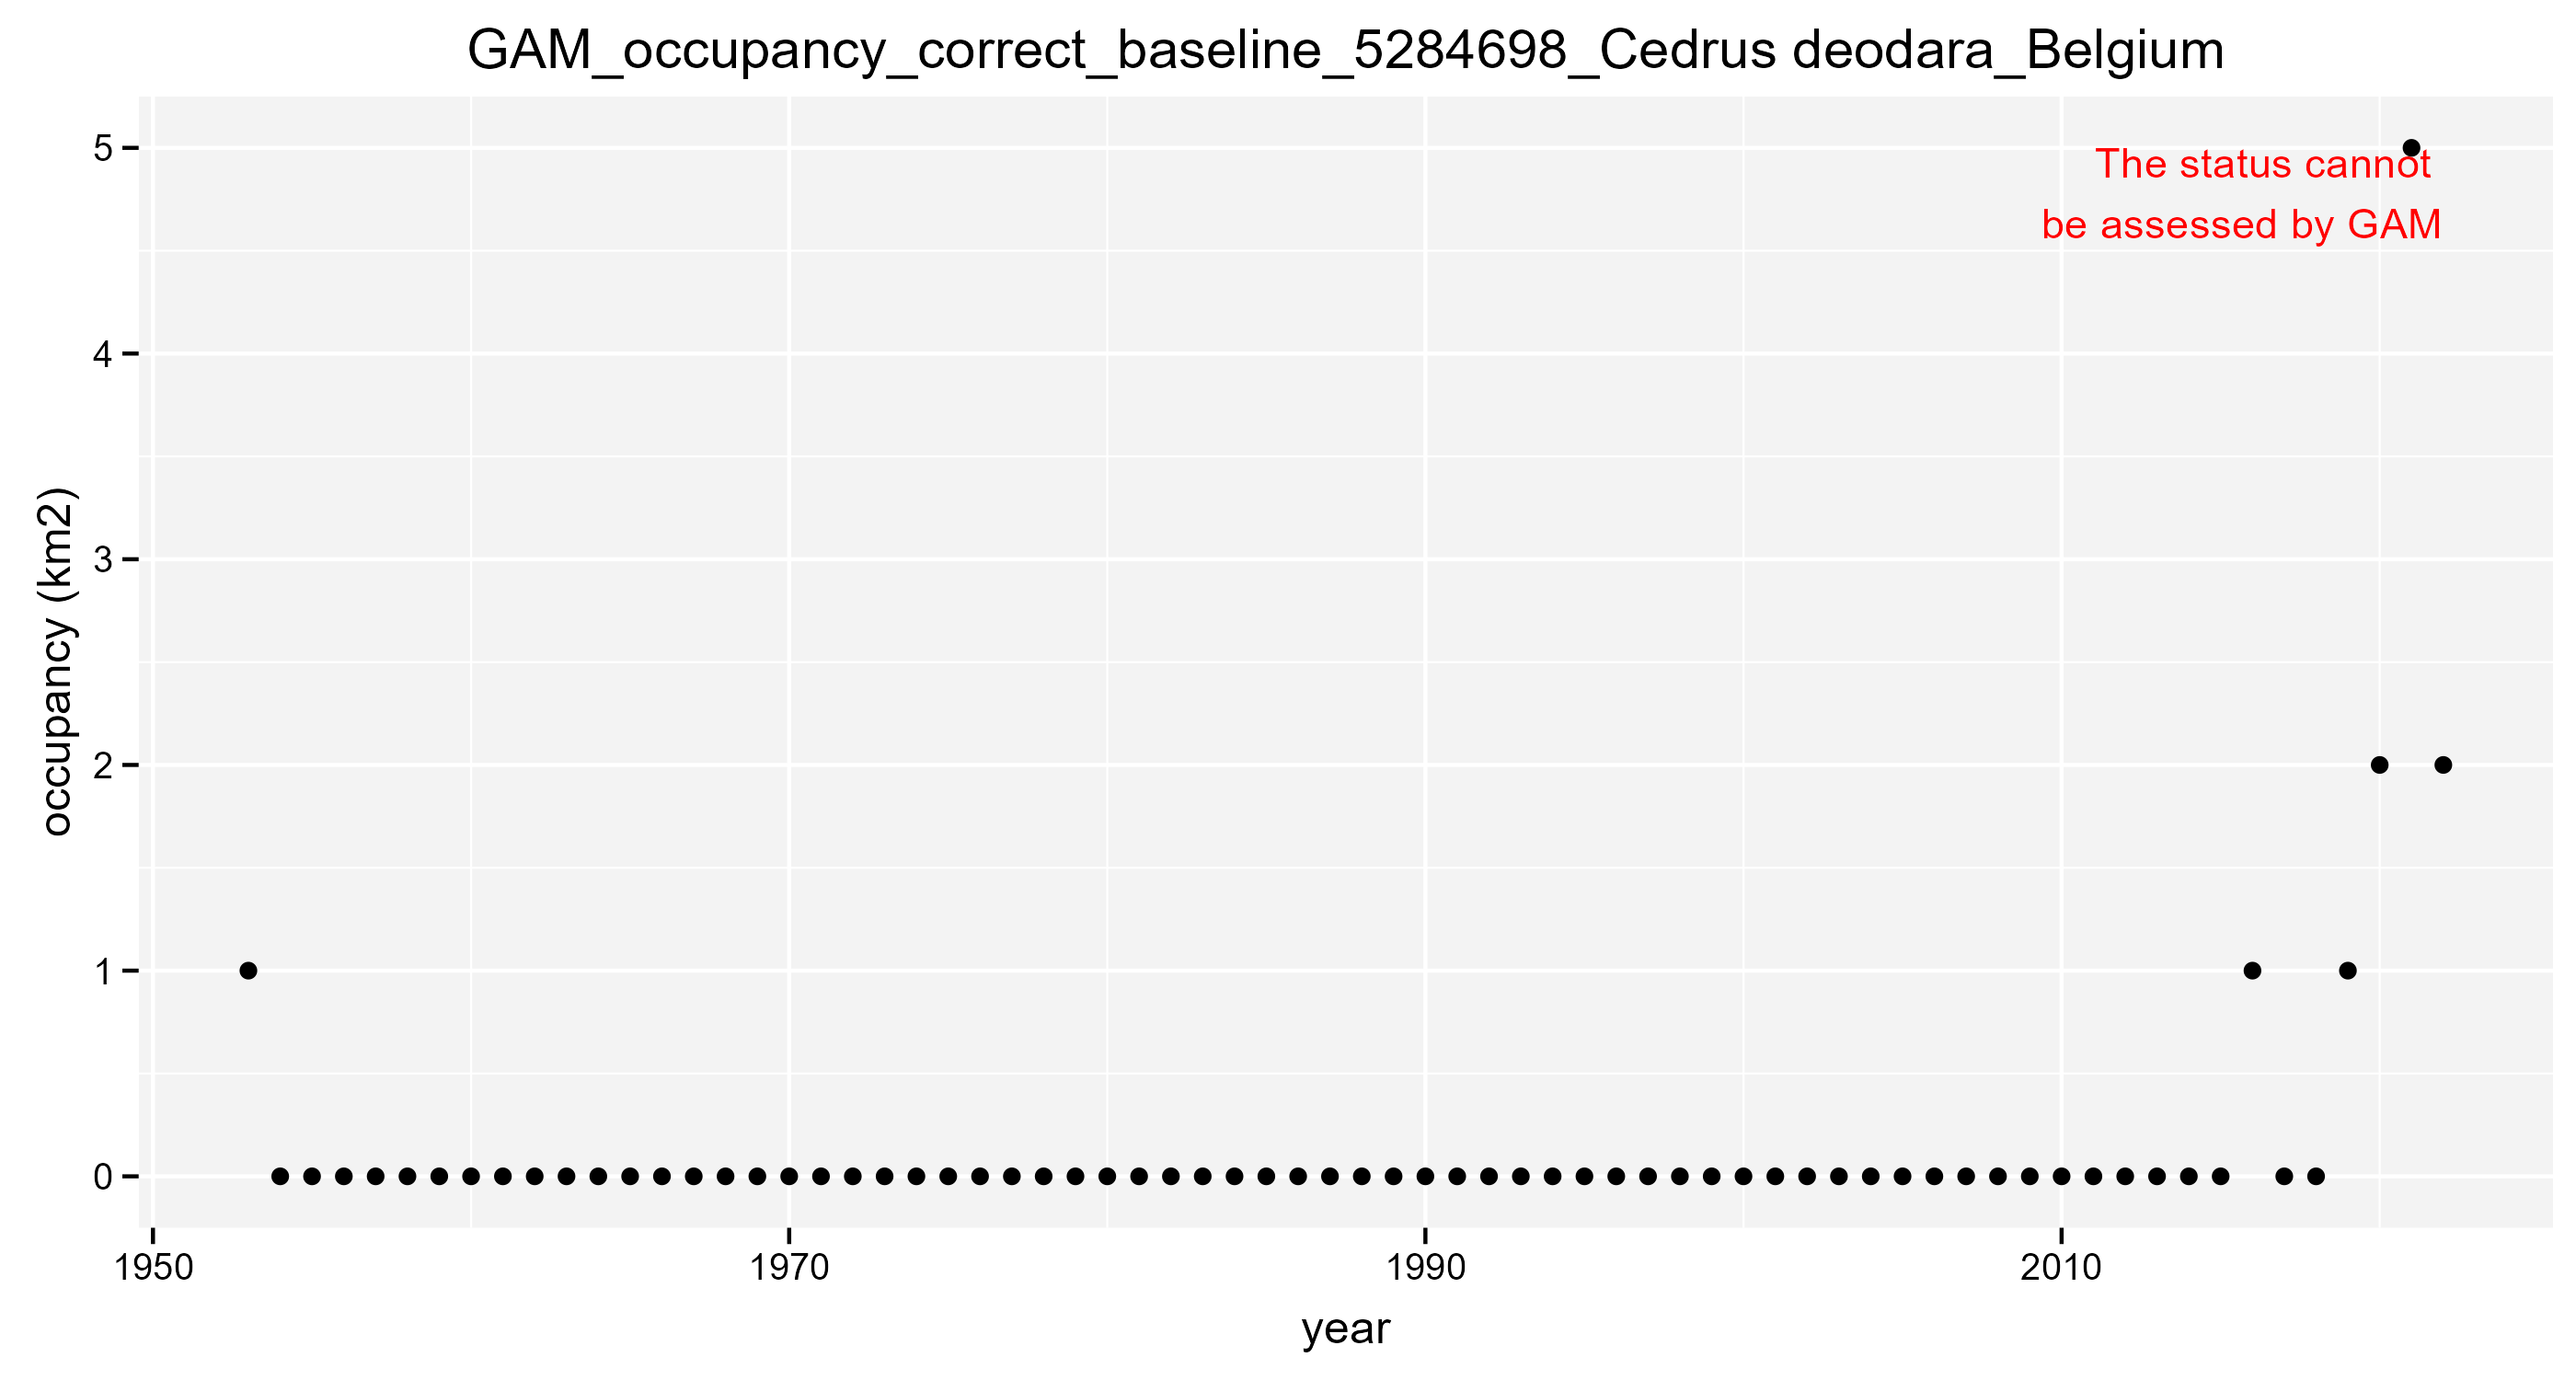 GAM_occupancy_correct_baseline_5284698_Cedrus deodara_Belgium
5
The status cannot
be assessed by GAM
4
3
occupancy (km2)
2
1
0
1950 1970 1990 2010
year